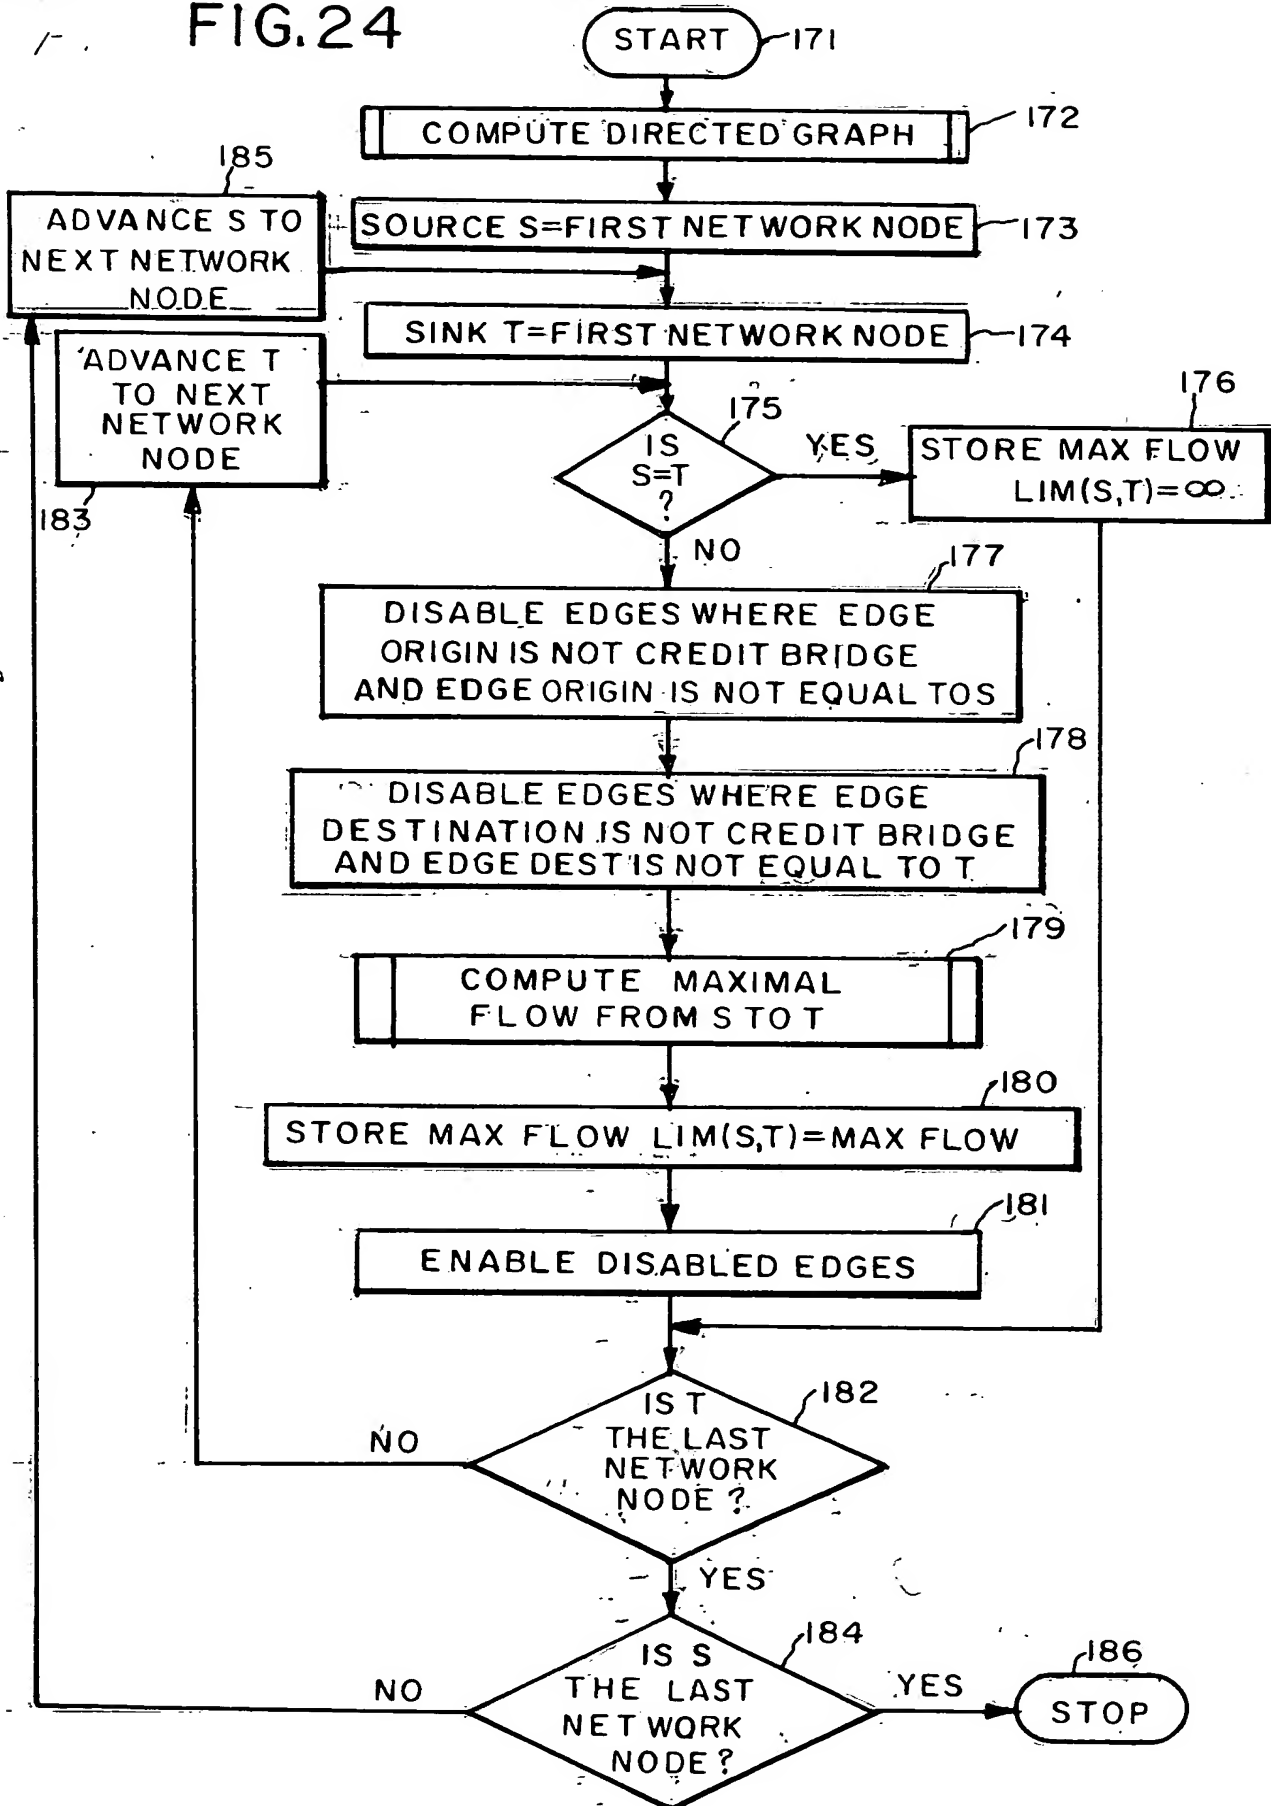 FIG.24
START
171
COMPUTE DIRECTED GRAPH
172
185
ADVANCE S TO
NEXT NETWORK
NODE
SOURCE S=FIRST NETWORK NODE
173
SINK T=FIRST NETWORK NODE
174
ADVANCE T
TO NEXT
NETWORK
NODE
183
175
IS
S=T
?
YES
176
STORE MAX FLOW
LIM(S,T)=∞
NO
177
DISABLE EDGES WHERE EDGE
ORIGIN IS NOT CREDIT BRIDGE
AND EDGE ORIGIN IS NOT EQUAL TO S
178
DISABLE EDGES WHERE EDGE
DESTINATION IS NOT CREDIT BRIDGE
AND EDGE DEST IS NOT EQUAL TO T
179
COMPUTE MAXIMAL
FLOW FROM S TO T
180
STORE MAX FLOW LIM(S,T)=MAX FLOW
181
ENABLE DISABLED EDGES
182
IS T
THE LAST
NETWORK
NODE?
NO
YES
184
IS S
THE LAST
NETWORK
NODE?
NO
YES
186
STOP